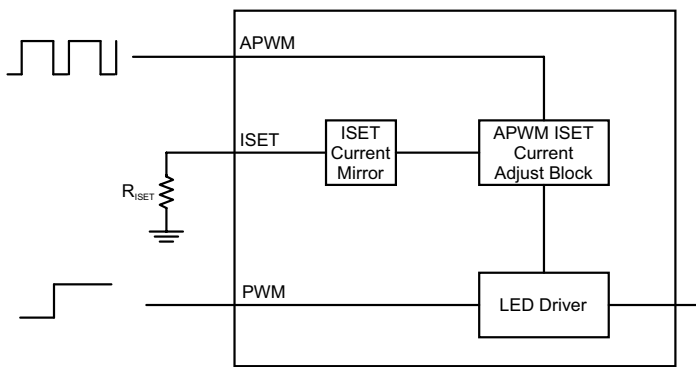 APWM
ISET
ISET
Current
Mirror
APWM ISET
Current
Adjust Block
RISET
PWM
LED Driver